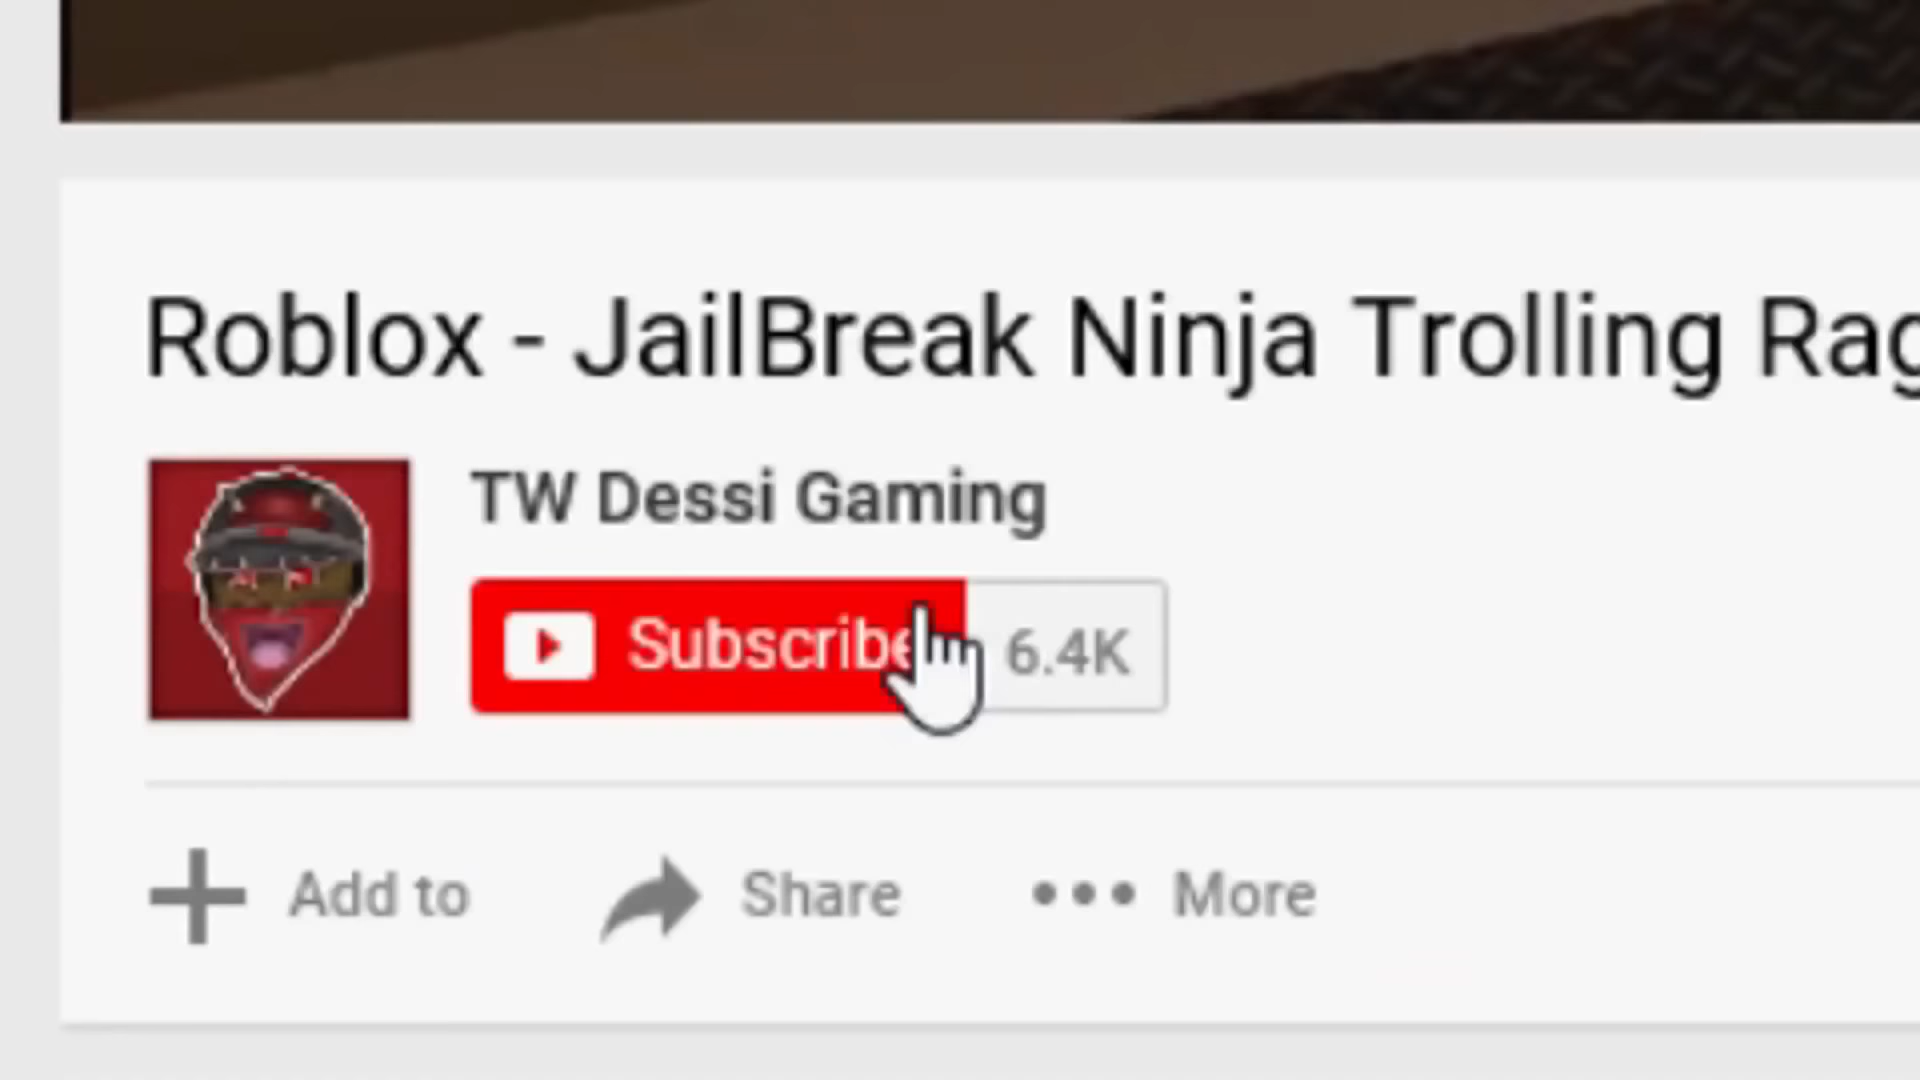 Roblox - JailBreak Ninja Trolling Rag
TW Dessi Gaming
Subscribe 6.4K
Add to Share More